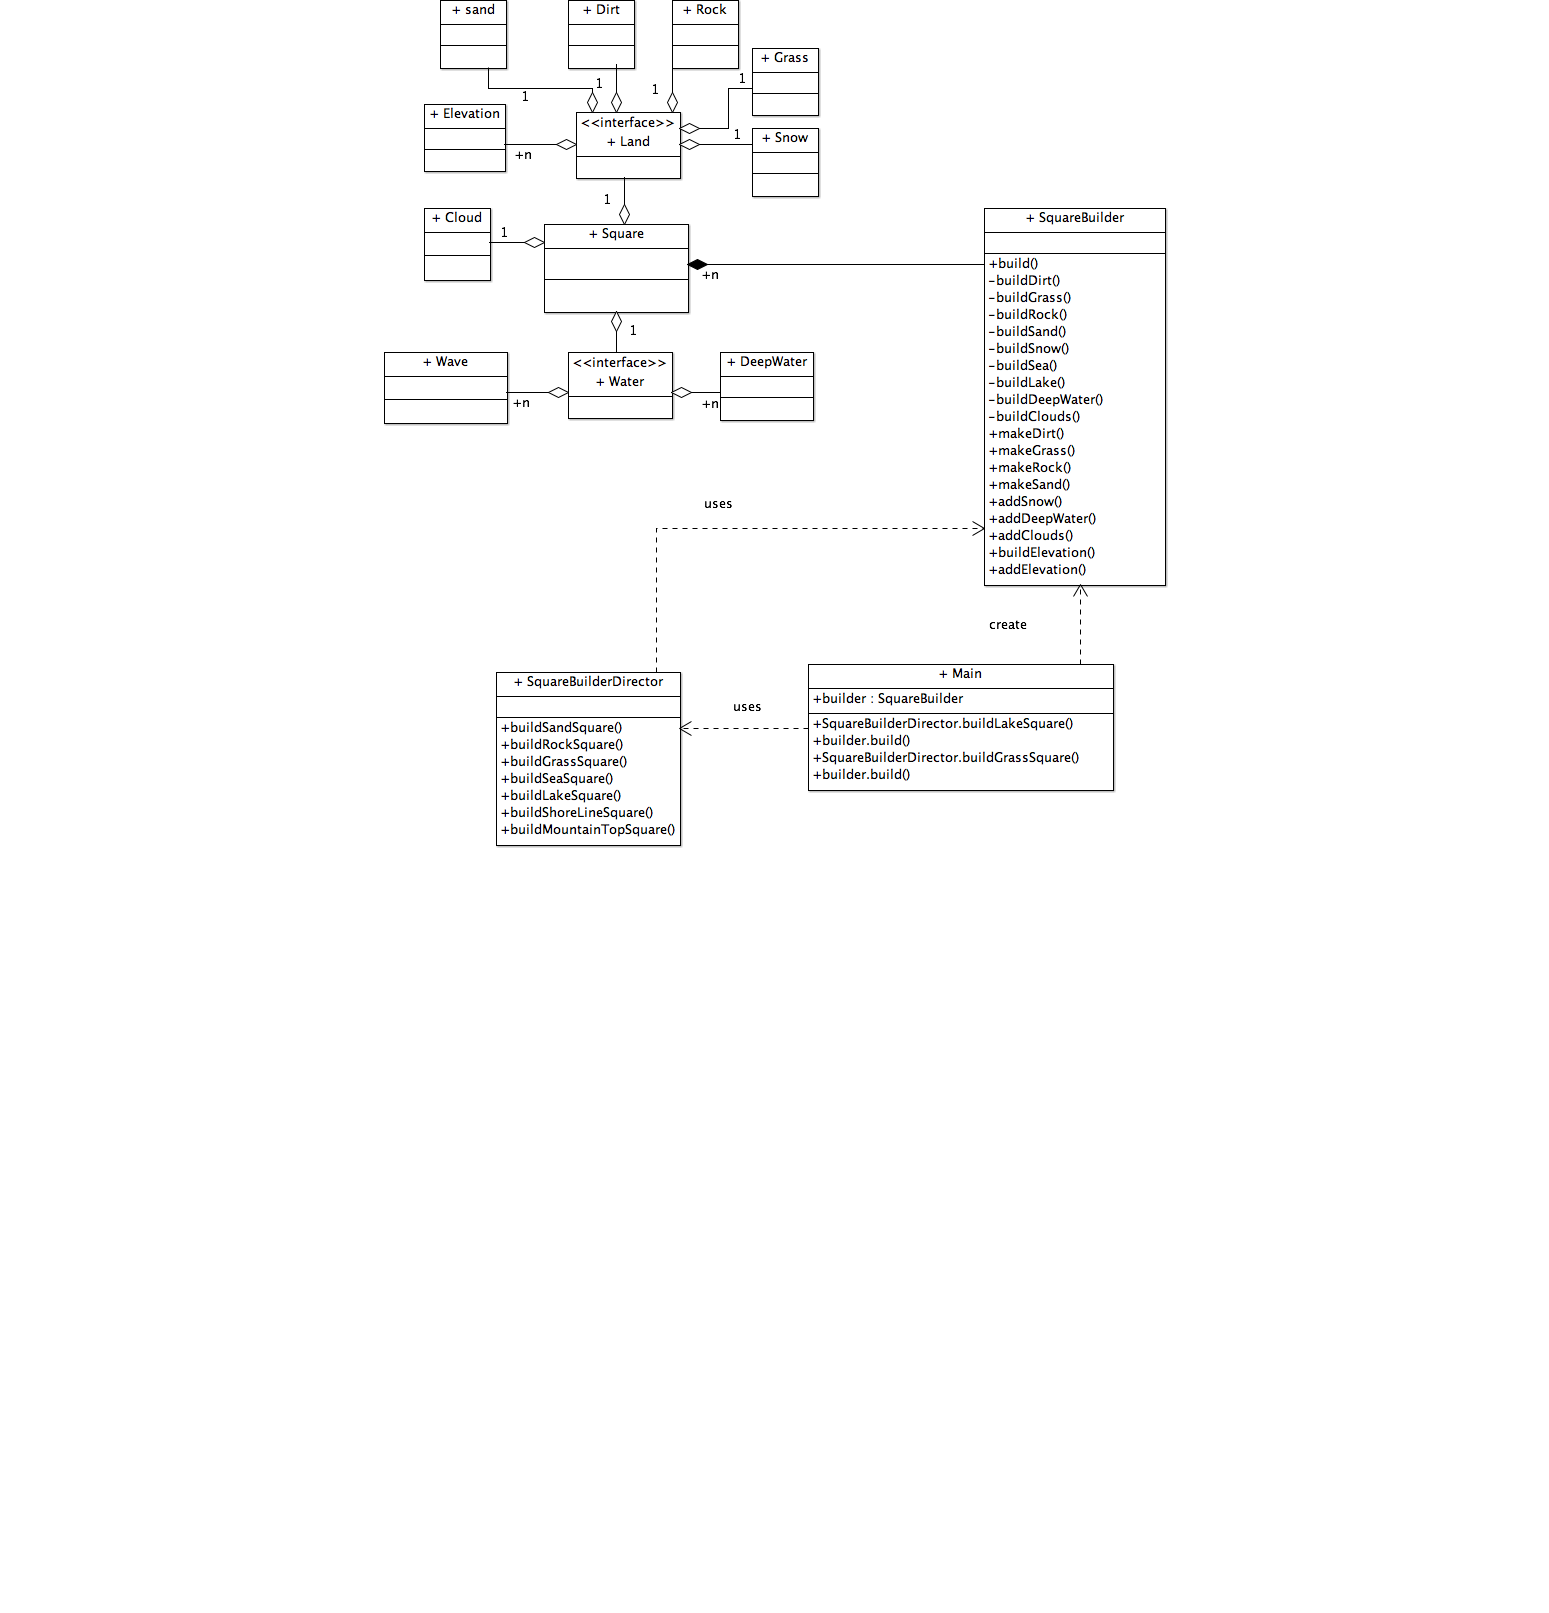 + sand
+ Dirt
+ Rock
+ Grass
1
1
1
1
+ Elevation
<<interface>>
+ Land
1
+ Snow
+n
1
+ Cloud
1
+ Square
+n
+ SquareBuilder
+build()
-buildDirt()
-buildGrass()
-buildRock()
-buildSand()
-buildSnow()
-buildSea()
-buildLake()
-buildDeepWater()
-buildClouds()
+makeDirt()
+makeGrass()
+makeRock()
+makeSand()
+addSnow()
+addDeepWater()
+addClouds()
+buildElevation()
+addElevation()
1
+ Wave
<<interface>>
+ Water
+ DeepWater
+n
+n
uses
create
+ SquareBuilderDirector
+buildSandSquare()
+buildRockSquare()
+buildGrassSquare()
+buildSeaSquare()
+buildLakeSquare()
+buildShoreLineSquare()
+buildMountainTopSquare()
uses
+ Main
+builder : SquareBuilder
+SquareBuilderDirector.buildLakeSquare()
+builder.build()
+SquareBuilderDirector.buildGrassSquare()
+builder.build()